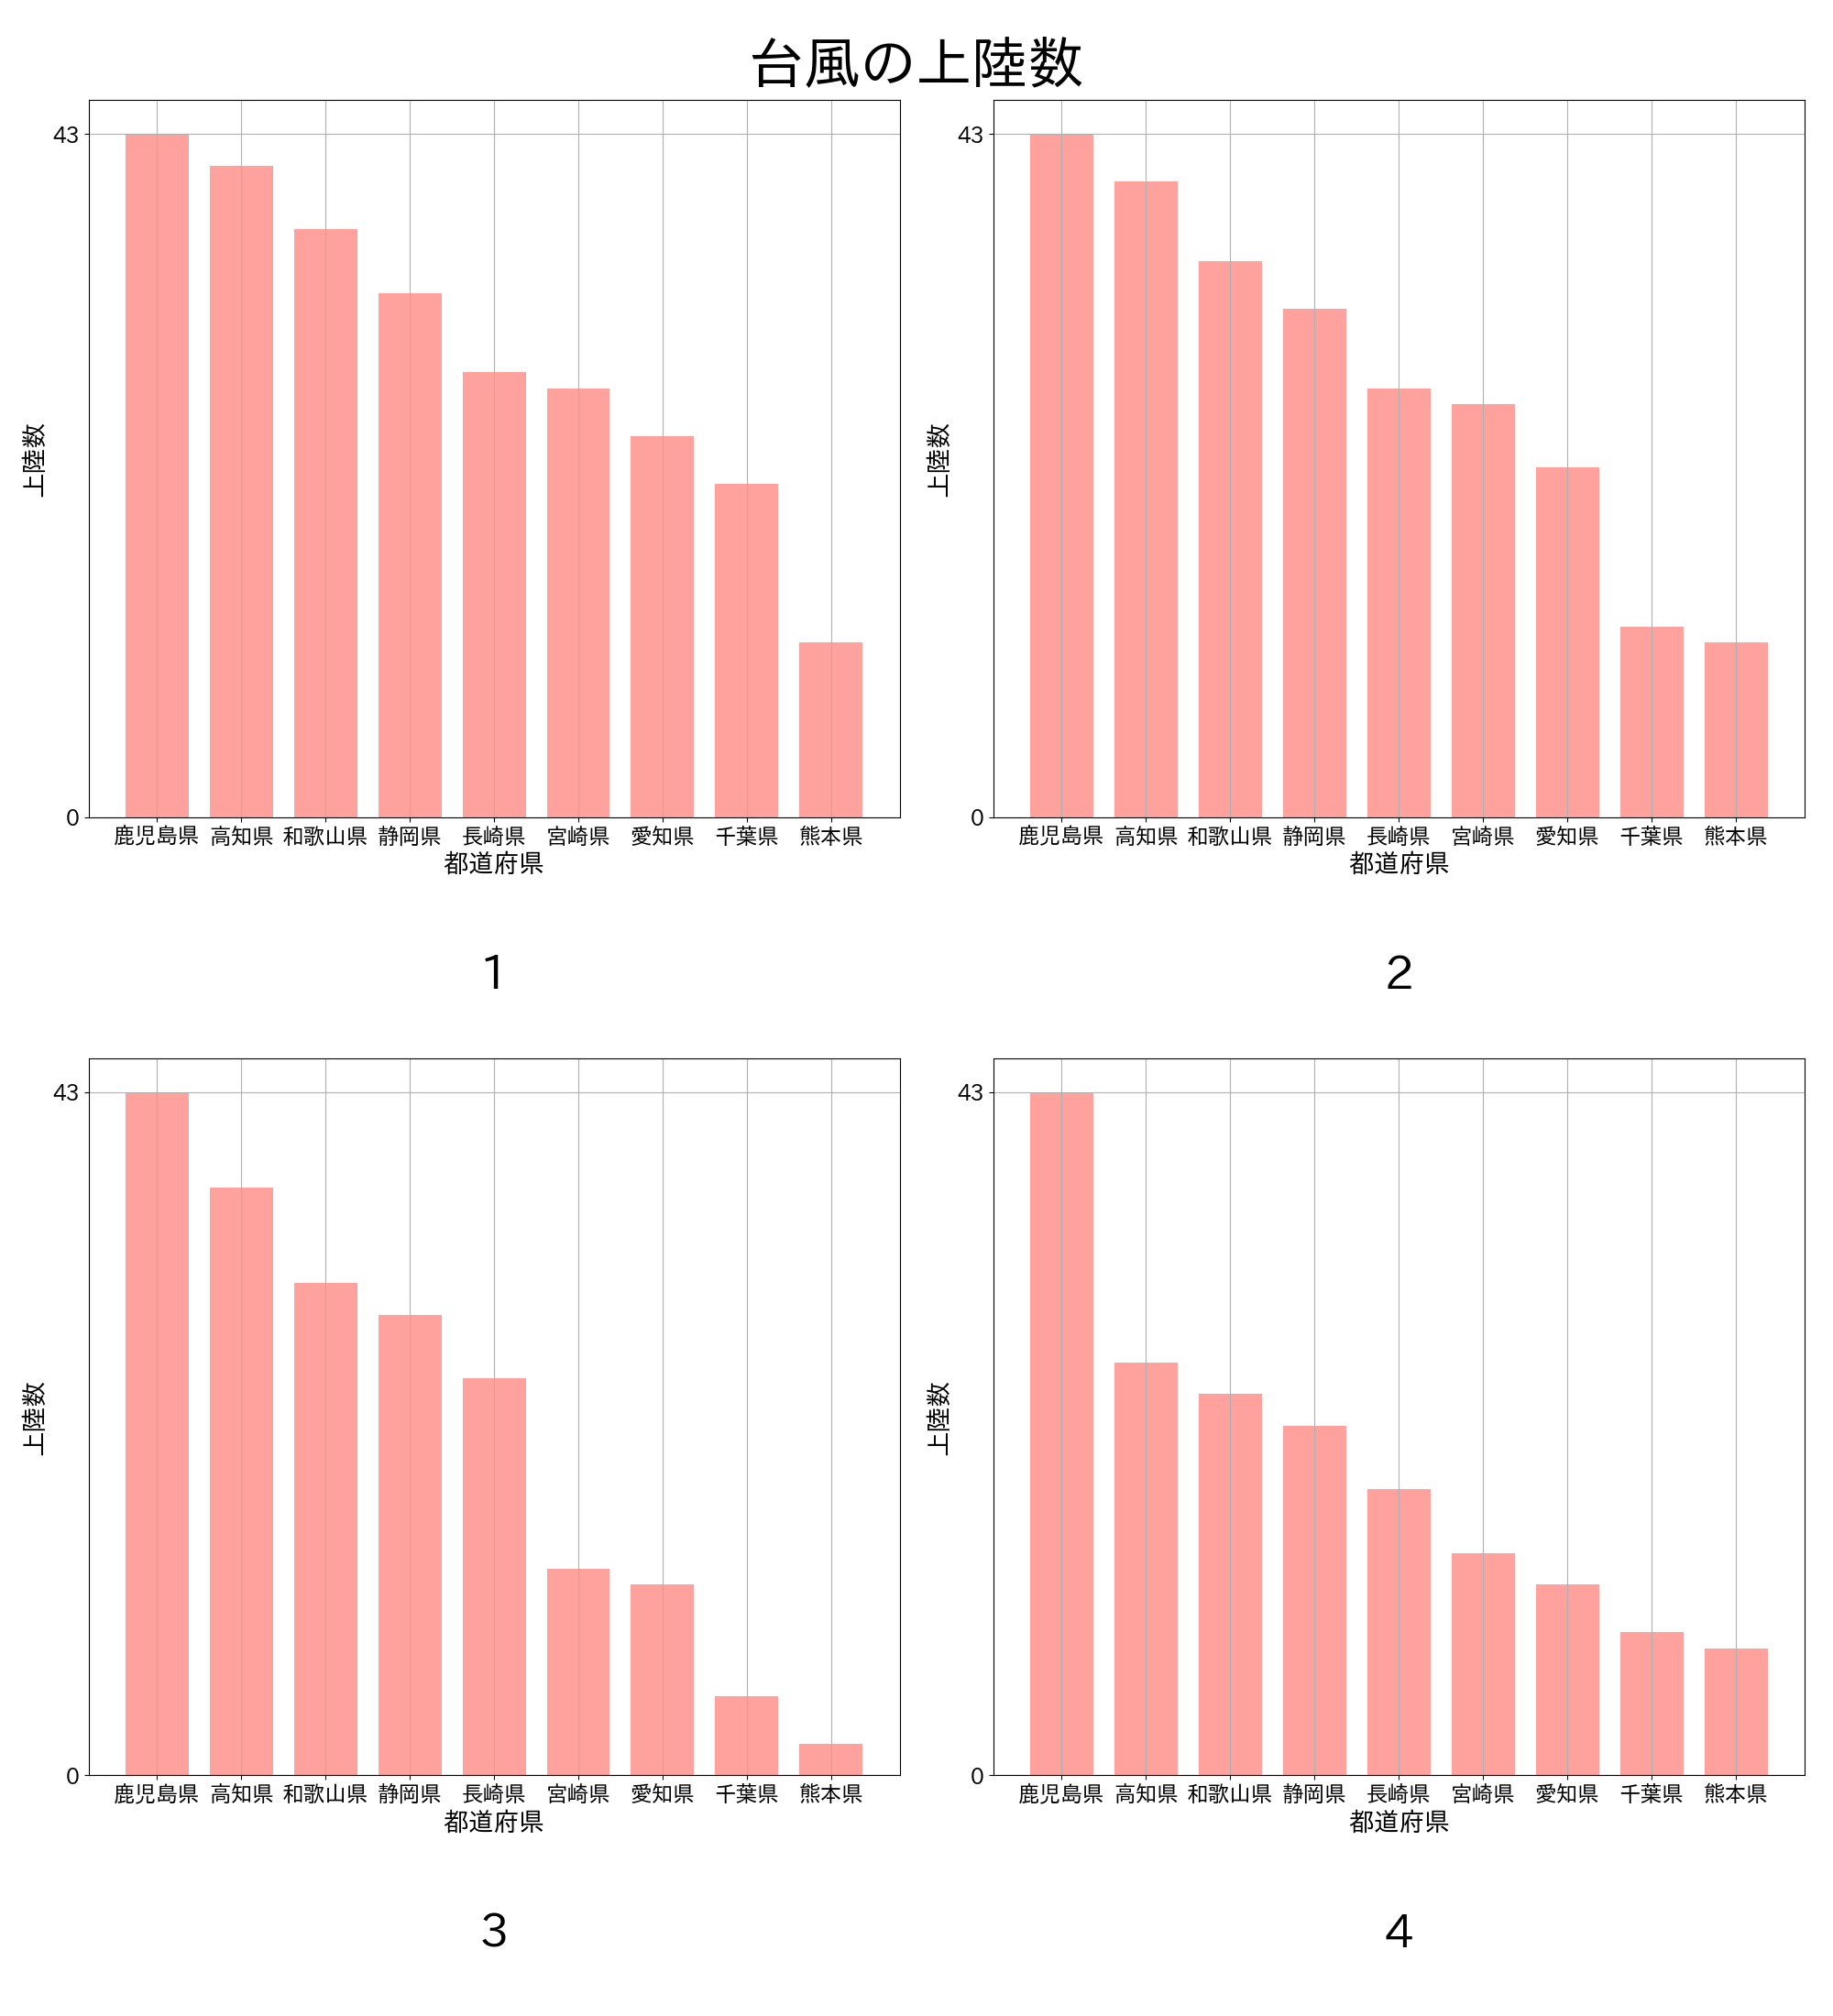 台風の上陸数
43
0
上陸数
鹿児島県 高知県 和歌山県 静岡県 長崎県 宮崎県 愛知県 千葉県 熊本県
都道府県
1
43
0
上陸数
鹿児島県 高知県 和歌山県 静岡県 長崎県 宮崎県 愛知県 千葉県 熊本県
都道府県
2
43
0
上陸数
鹿児島県 高知県 和歌山県 静岡県 長崎県 宮崎県 愛知県 千葉県 熊本県
都道府県
3
43
0
上陸数
鹿児島県 高知県 和歌山県 静岡県 長崎県 宮崎県 愛知県 千葉県 熊本県
都道府県
4